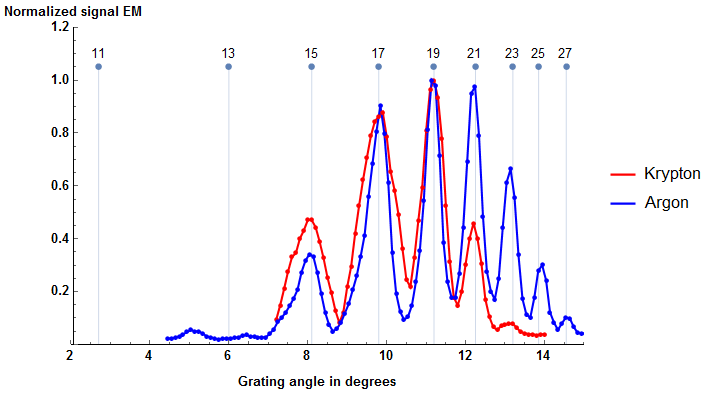 Normalized signal EM
1.2
11 13 15 17 19 21 23 25 27
1.0
0.8
0.6
0.4
0.2
Krypton
Argon
2 4 6 8 10 12 14
Grating angle in degrees